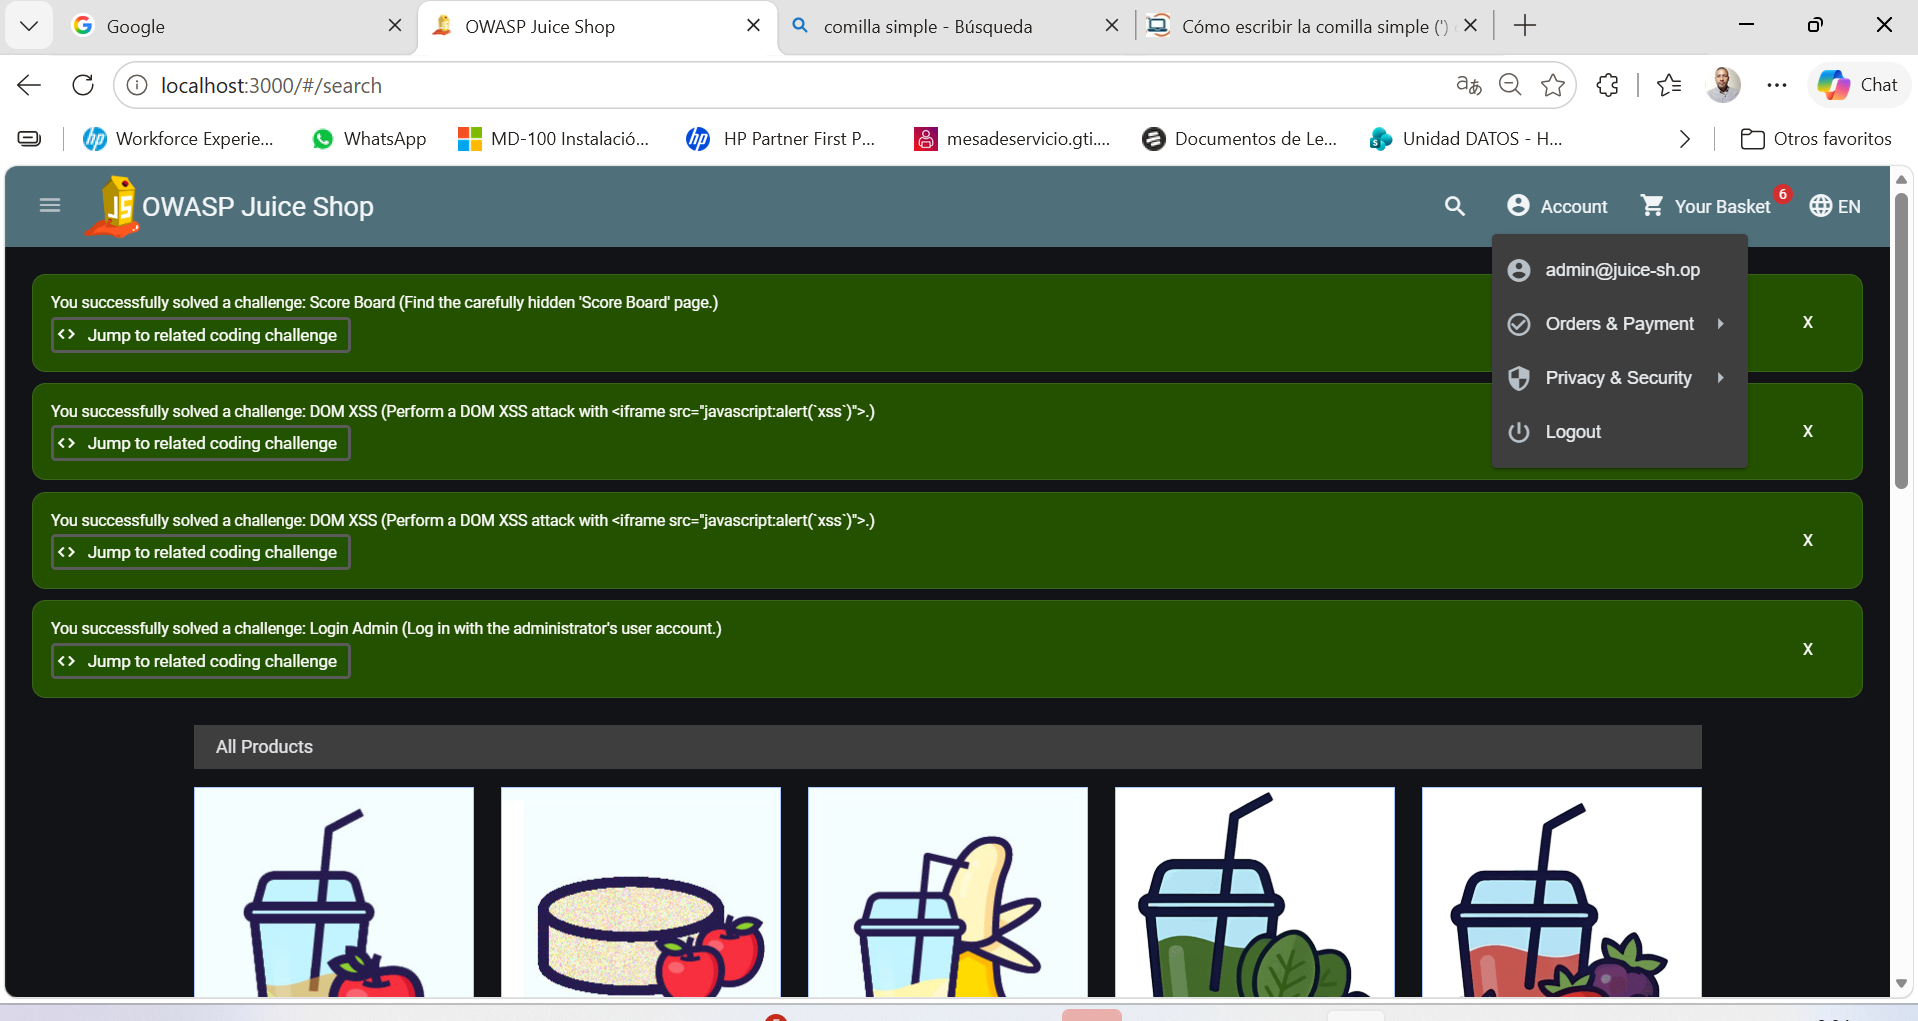 Google
OWASP Juice Shop
comilla simple - Búsqueda
Cómo escribir la comilla simple (')
localhost:3000/#/search
Chat
Workforce Experie...
WhatsApp
MD-100 Instalació...
HP Partner First P...
mesadeservicio.gti....
Documentos de Le...
Unidad DATOS - H...
Otros favoritos
OWASP Juice Shop
Account
Your Basket
6
EN
admin@juice-sh.op
Orders & Payment
Privacy & Security
Logout
You successfully solved a challenge: Score Board (Find the carefully hidden 'Score Board' page.)
<> Jump to related coding challenge
X
You successfully solved a challenge: DOM XSS (Perform a DOM XSS attack with <iframe src="javascript:alert(`xss`)">.)
<> Jump to related coding challenge
X
You successfully solved a challenge: DOM XSS (Perform a DOM XSS attack with <iframe src="javascript:alert(`xss`)">.)
<> Jump to related coding challenge
X
You successfully solved a challenge: Login Admin (Log in with the administrator's user account.)
<> Jump to related coding challenge
X
All Products